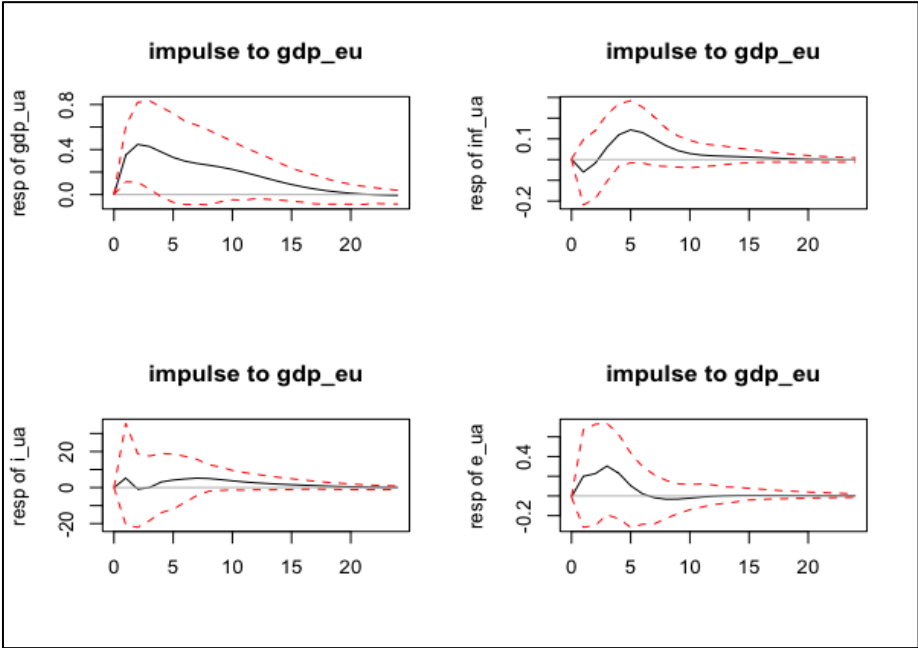 impulse to gdp_eu
resp of gdp_ua
0.8
0.4
0.0
0 5 10 15 20
impulse to gdp_eu
resp of inf_ua
0.1
-0.2
0 5 10 15 20
impulse to gdp_eu
resp of i_ua
20
0
-20
0 5 10 15 20
impulse to gdp_eu
resp of e_ua
0.4
-0.2
0 5 10 15 20